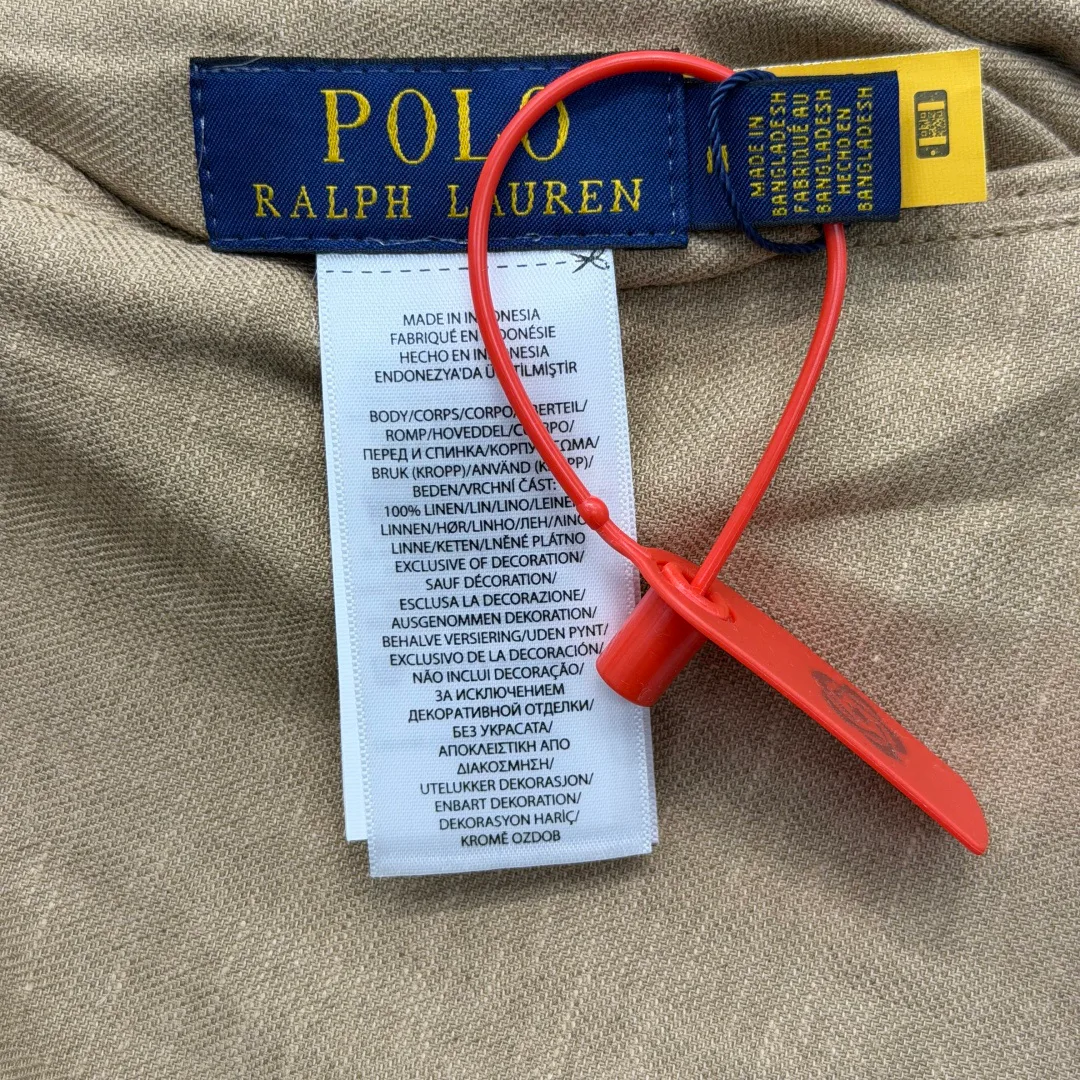 POLO
RALPH LAUREN
MADE IN
BANGLADESH
FABRIQUÉ AU
BANGLADESH
HECHO EN
BANGLADESH
MADE IN INDONESIA
FABRIQUÉ EN INDONÉSIE
HECHO EN INDONESIA
ENDONEZYA'DA ÜRETİLMİŞTİR
BODY/CORPS/CORPO/OBERTEIL/
ROMP/HOVEDDEL/CUERPO/
ПЕРЕД И СПИНКА/КОРПУС/ΣΩΜΑ/
BRUK (KROPP)/ANVÄND (KROPP)/
BEDEN/VRCHNÍ ČÁST:
100% LINEN/LIN/LINO/LEINEN/
LINNEN/HØR/LINHO/ЛЕН/ΛΙΝΟ
LINNE/KETEN/LNĚNÉ PLÁTNO
EXCLUSIVE OF DECORATION/
SAUF DÉCORATION/
ESCLUSA LA DECORAZIONE/
AUSGENOMMEN DEKORATION/
BEHALVE VERSIERING/UDEN PYNT/
EXCLUSIVO DE LA DECORACIÓN/
NÃO INCLUI DECORAÇÃO/
ЗА ИСКЛЮЧЕНИЕМ
ДЕКОРАТИВНОЙ ОТДЕЛКИ/
БЕЗ УКРАСАТА/
ΑΠΟΚΛΕΙΣΤΙΚΗ ΑΠΟ
ΔΙΑΚΟΣΜΗΣΗ/
UTELUKKER DEKORASJON/
ENBART DEKORATION/
DEKORASYON HARİÇ/
KROMĚ OZDOB